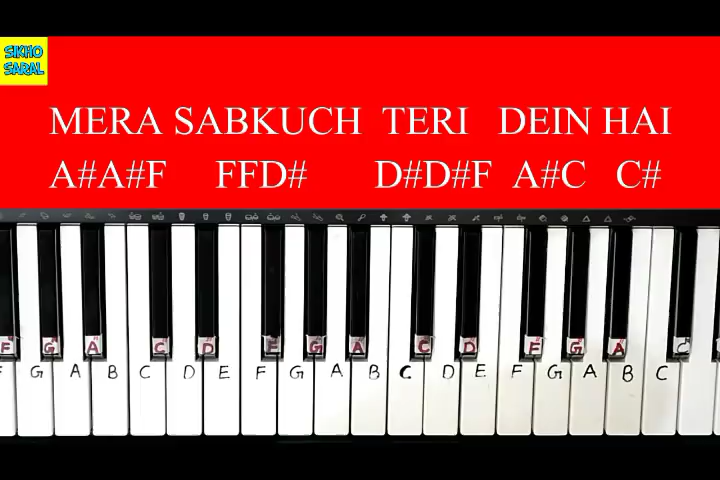 SIKHO
SARAL
MERA SABKUCH TERI DEIN HAI
A#A#F FFD# D#D#F A#C C#
F G A C D F G A C D F G A C
F G A B C D E F G A B C D E F G A B C